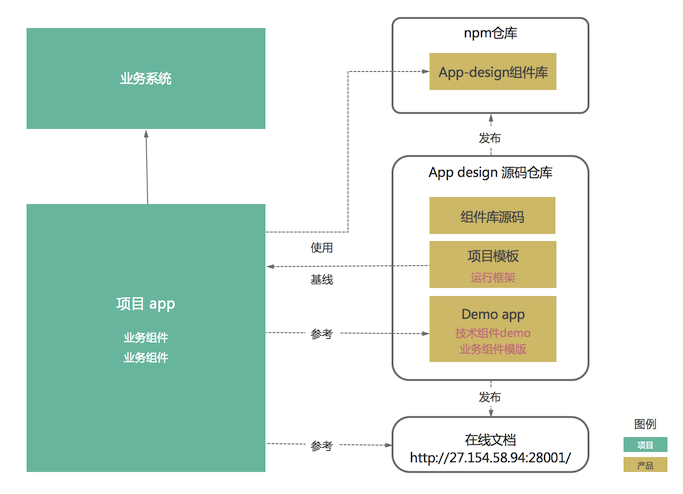 业务系统
项目 app
业务组件
业务组件
使用
基线
参考
参考
npm仓库
App-design组件库
发布
App design 源码仓库
组件库源码
项目模板
运行框架
Demo app
技术组件demo
业务组件模版
发布
在线文档
http://27.154.58.94:28001/
图例
项目
产品